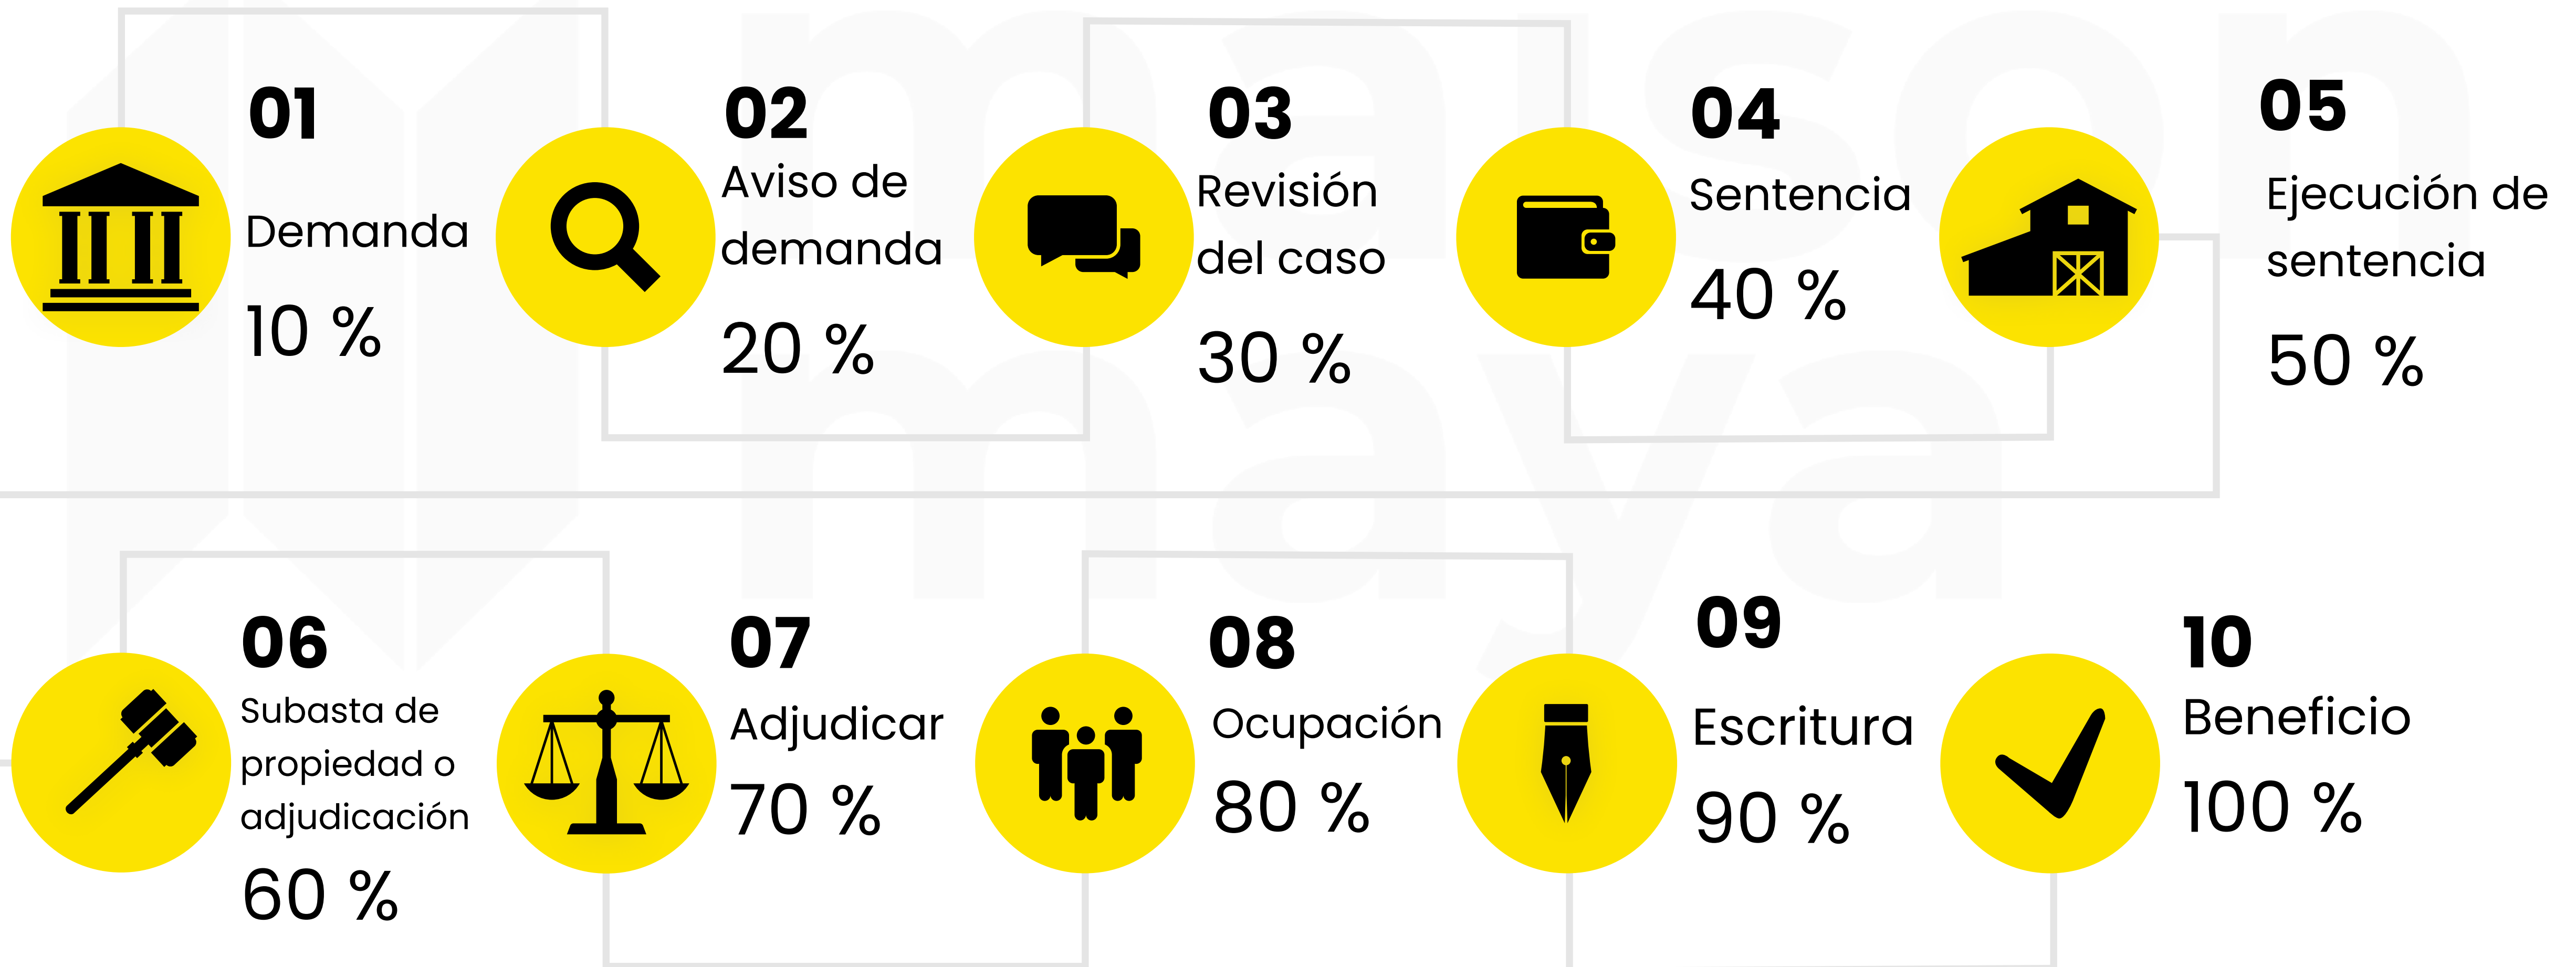 01
Demanda
10 %
02
Aviso de
demanda
20 %
03
Revisión
del caso
30 %
04
Sentencia
40 %
05
Ejecución de
sentencia
50 %
06
Subasta de
propiedad o
adjudicación
60 %
07
Adjudicar
70 %
08
Ocupación
80 %
09
Escritura
90 %
10
Beneficio
100 %
maison
maya